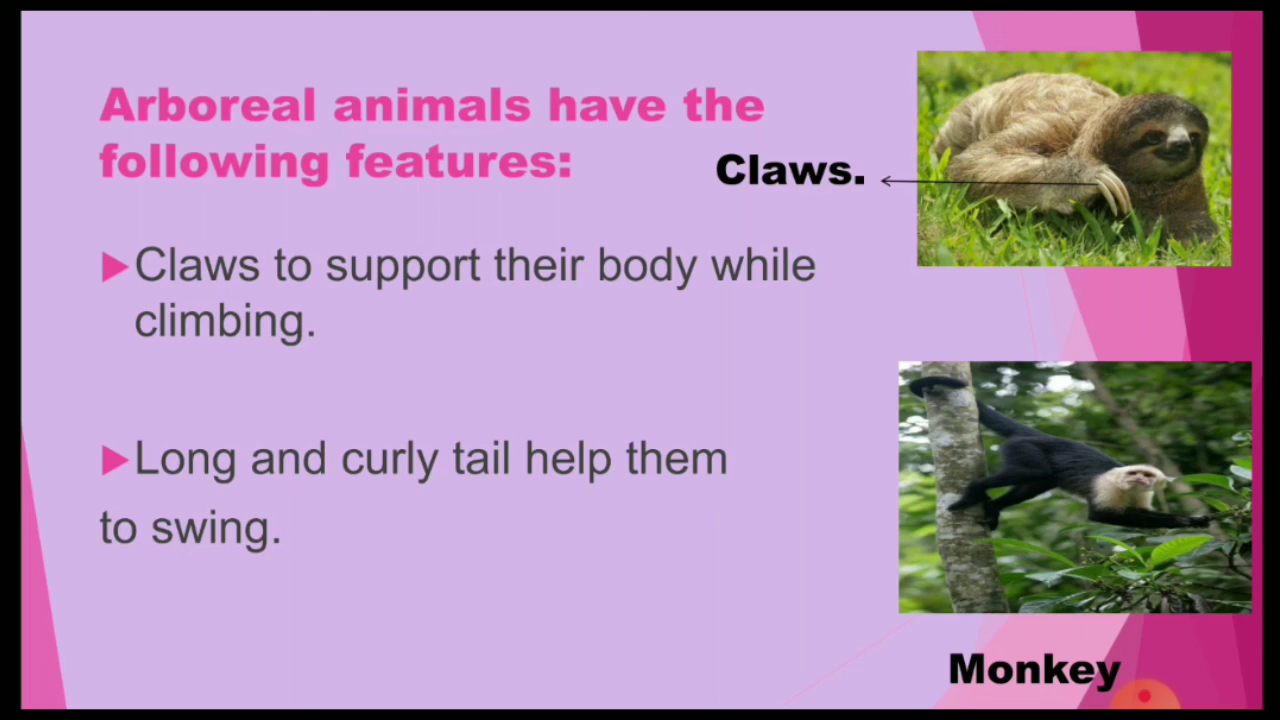 Arboreal animals have the
following features:
Claws.
Claws to support their body while
climbing.
Long and curly tail help them
to swing.
Monkey